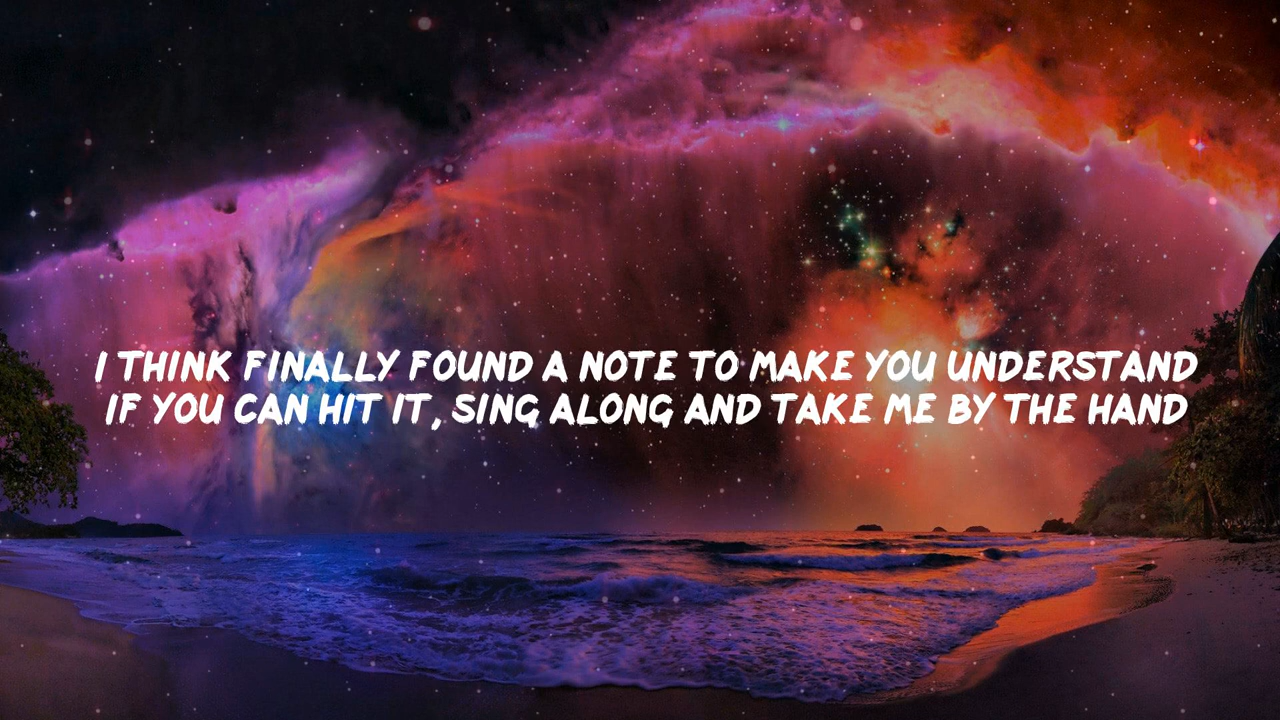 I THINK FINALLY FOUND A NOTE TO MAKE YOU UNDERSTAND
IF YOU CAN HIT IT, SING ALONG AND TAKE ME BY THE HAND